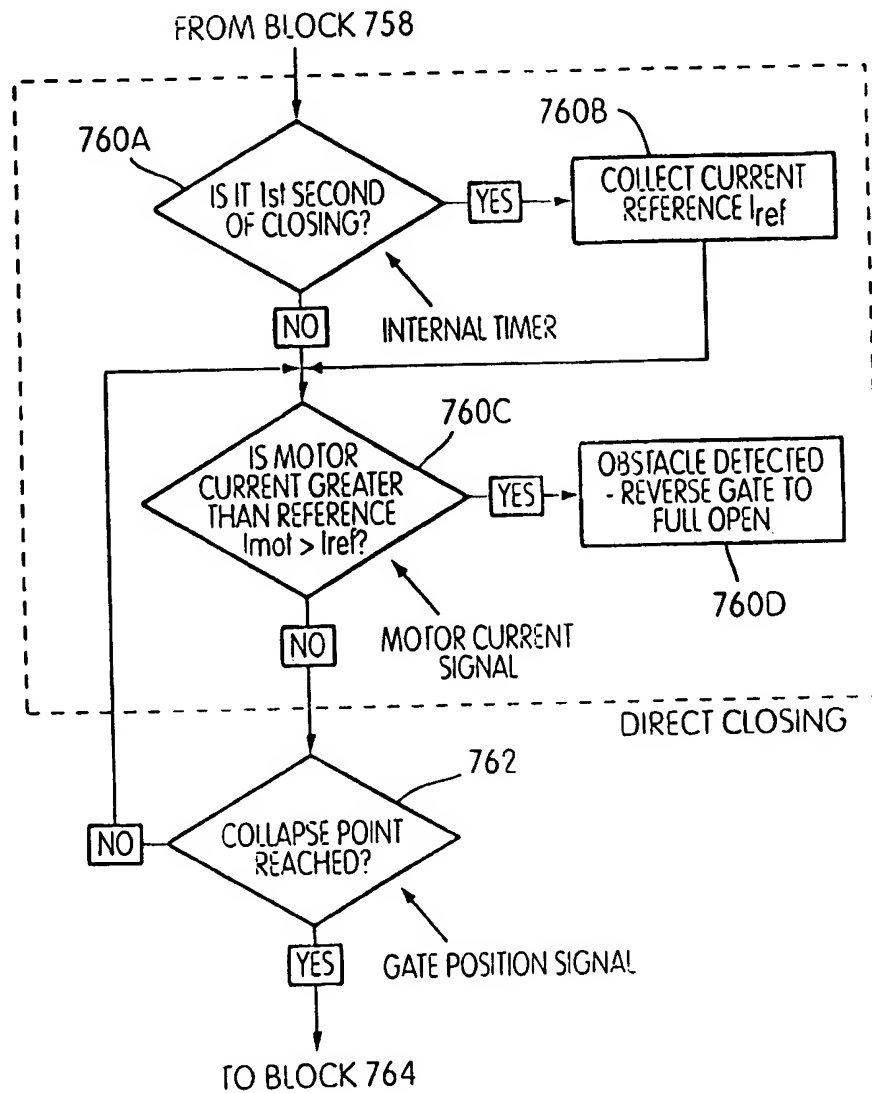 FROM BLOCK 758
760A
760B
IS IT 1st SECOND
OF CLOSING?
YES
COLLECT CURRENT
REFERENCE Iref
NO
INTERNAL TIMER
760C
IS MOTOR
CURRENT GREATER
THAN REFERENCE
Imot > Iref?
YES
OBSTACLE DETECTED
- REVERSE GATE TO
FULL OPEN
760D
NO
MOTOR CURRENT
SIGNAL
DIRECT CLOSING
762
COLLAPSE POINT
REACHED?
NO
YES
GATE POSITION SIGNAL
TO BLOCK 764